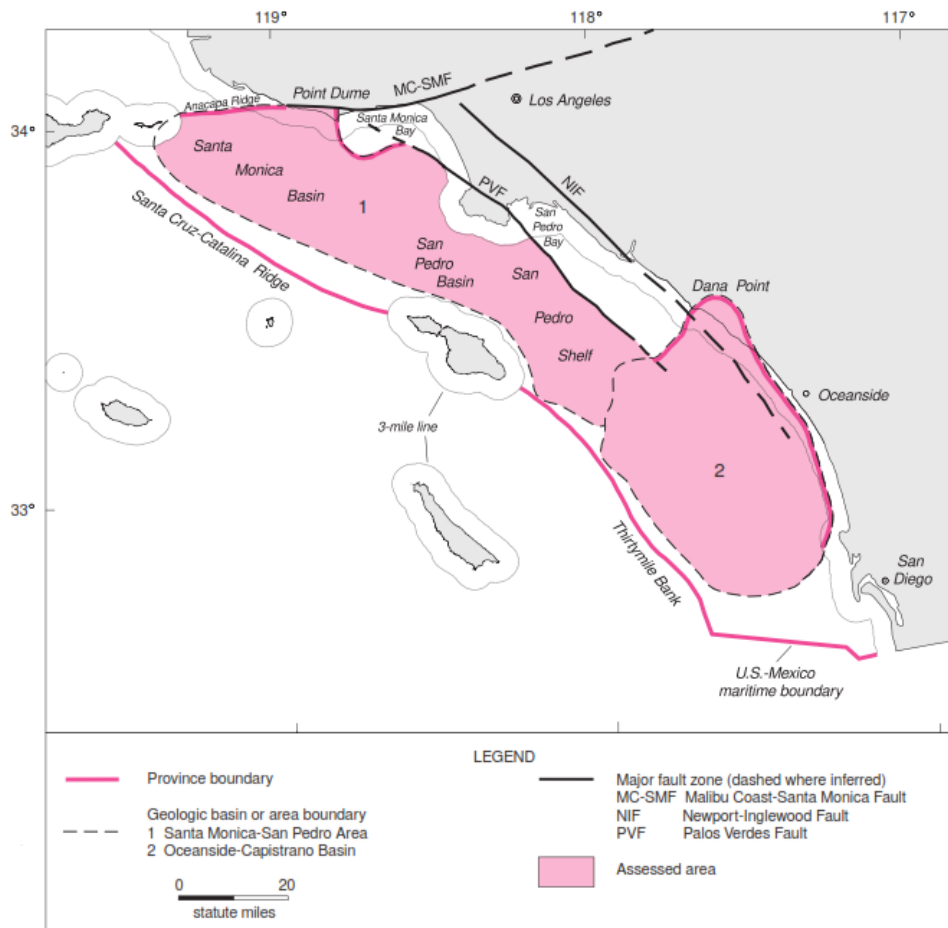 119°
118°
117°
34°
33°
Anacapa Ridge
Point Dume
MC-SMF
Los Angeles
Santa Monica
Bay
Santa
Monica
Basin
1
PVF
NIF
San
Pedro
Bay
Santa Cruz-Catalina Ridge
San
Pedro
Basin
San
Pedro
Shelf
Dana Point
Oceanside
3-mile line
2
Thirtymile Bank
San
Diego
U.S.-Mexico
maritime boundary
119°
118°
117°
LEGEND
Province boundary
Geologic basin or area boundary
1 Santa Monica-San Pedro Area
2 Oceanside-Capistrano Basin
0 20
statute miles
Major fault zone (dashed where inferred)
MC-SMF Malibu Coast-Santa Monica Fault
NIF Newport-Inglewood Fault
PVF Palos Verdes Fault
Assessed area